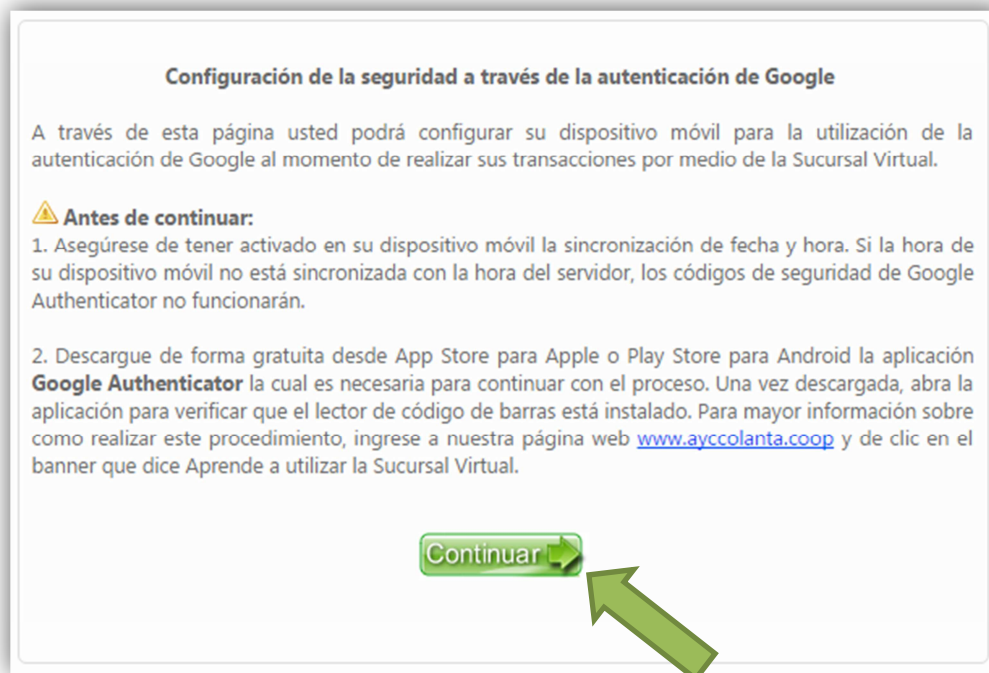 Configuración de la seguridad a través de la autenticación de Google
A través de esta página usted podrá configurar su dispositivo móvil para la utilización de la
autenticación de Google al momento de realizar sus transacciones por medio de la Sucursal Virtual.
Antes de continuar:
1. Asegúrese de tener activado en su dispositivo móvil la sincronización de fecha y hora. Si la hora de
su dispositivo móvil no está sincronizada con la hora del servidor, los códigos de seguridad de Google
Authenticator no funcionarán.
2. Descargue de forma gratuita desde App Store para Apple o Play Store para Android la aplicación
Google Authenticator la cual es necesaria para continuar con el proceso. Una vez descargada, abra la
aplicación para verificar que el lector de código de barras está instalado. Para mayor información sobre
como realizar este procedimiento, ingrese a nuestra página web www.ayccolanta.coop y de clic en el
banner que dice Aprende a utilizar la Sucursal Virtual.
Continuar